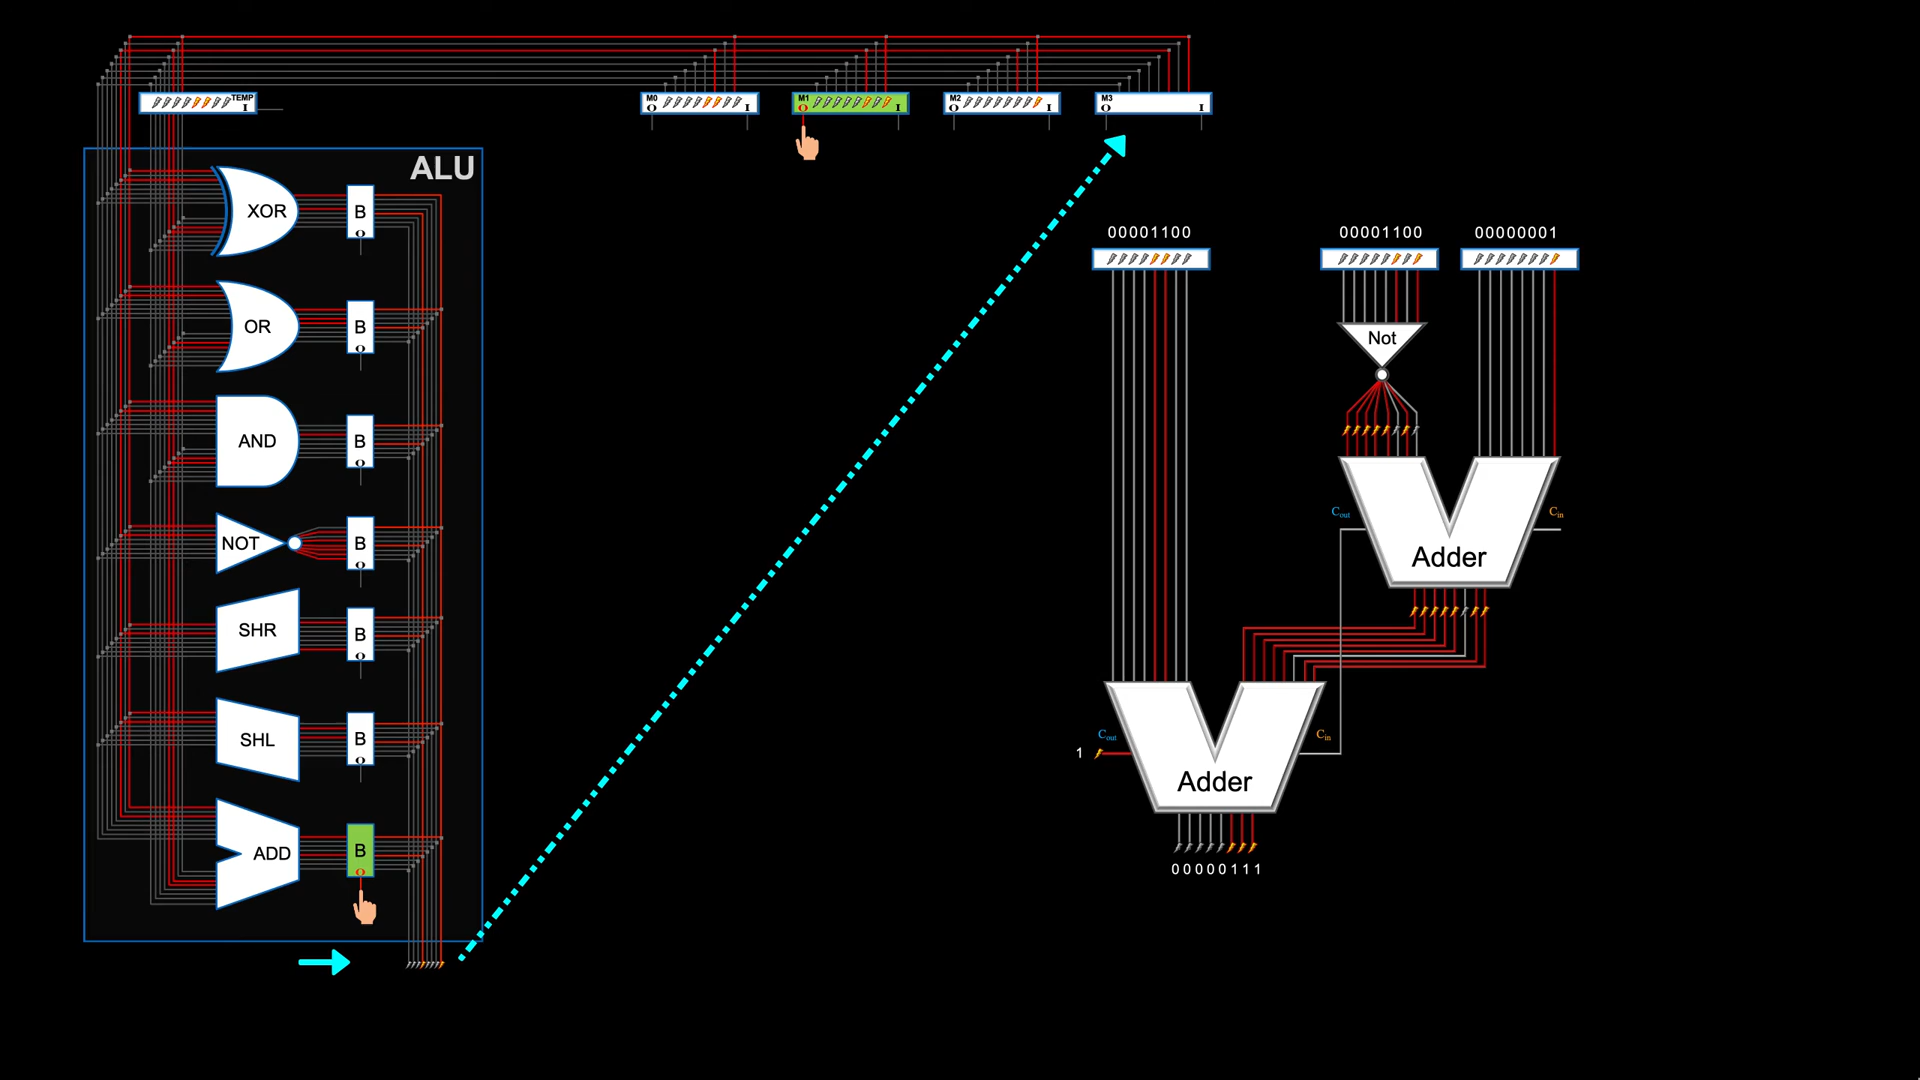 TEMP
I
M0
O
I
M1
O
I
M2
O
I
M3
O
I
ALU
XOR
B
O
OR
B
O
AND
B
O
NOT
B
O
SHR
B
O
SHL
B
O
ADD
B
O
00001100
00001100
00000001
Not
Cout
Cin
Adder
Cout
Cin
1
Adder
00000111